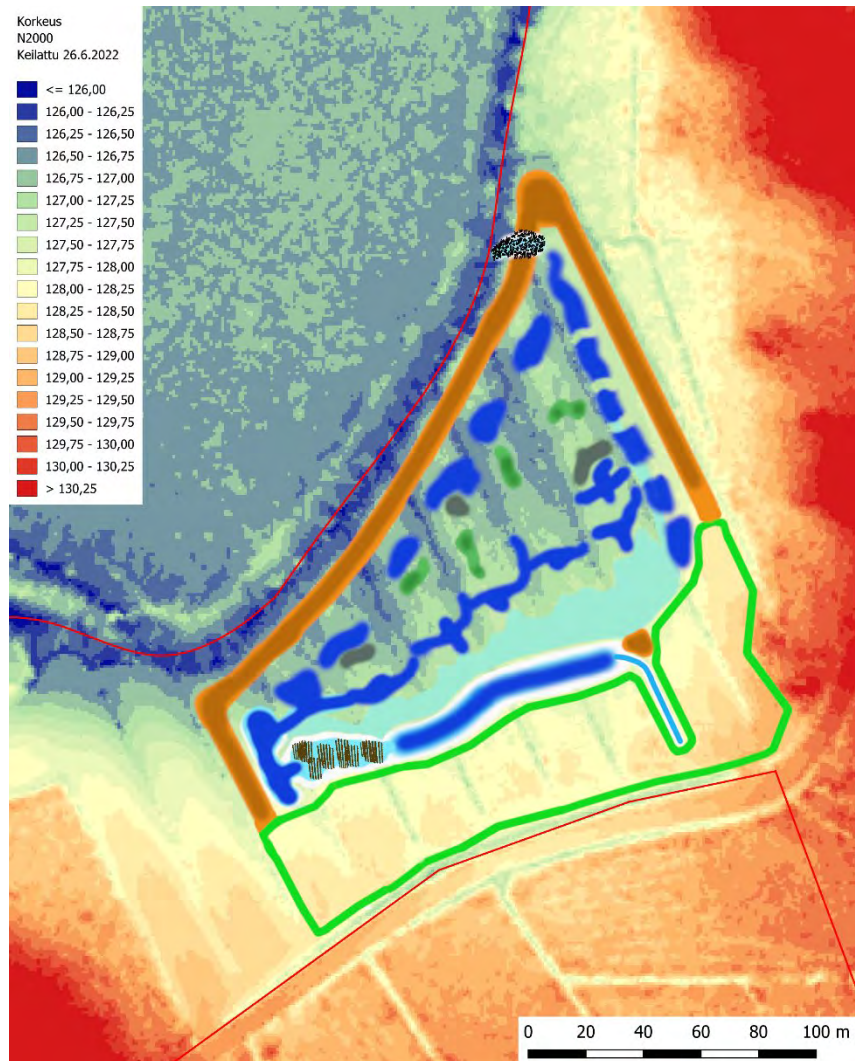 Korkeus
N2000
Keilattu 26.6.2022
<= 126,00
126,00 - 126,25
126,25 - 126,50
126,50 - 126,75
126,75 - 127,00
127,00 - 127,25
127,25 - 127,50
127,50 - 127,75
127,75 - 128,00
128,00 - 128,25
128,25 - 128,50
128,50 - 128,75
128,75 - 129,00
129,00 - 129,25
129,25 - 129,50
129,50 - 129,75
129,75 - 130,00
130,00 - 130,25
> 130,25
0 20 40 60 80 100 m